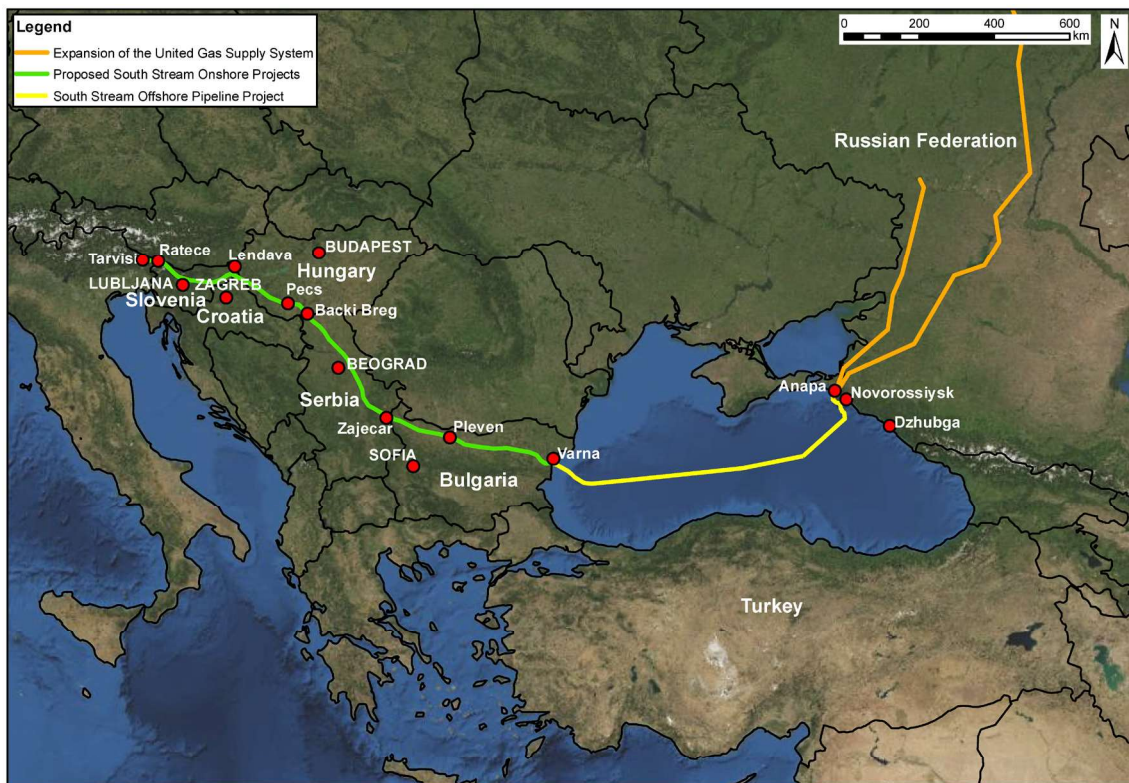 Legend
Expansion of the United Gas Supply System
Proposed South Stream Onshore Projects
South Stream Offshore Pipeline Project
0 200 400 600
km
N
Russian Federation
BUDAPEST
Hungary
Tarvisi
Ratece
Lendava
LUBLJANA
ZAGREB
Slovenia
Croatia
Pecs
Backi Breg
BEOGRAD
Serbia
Zajecar
Pleven
SOFIA
Bulgaria
Varna
Anapa
Novorossiysk
Dzhubga
Turkey